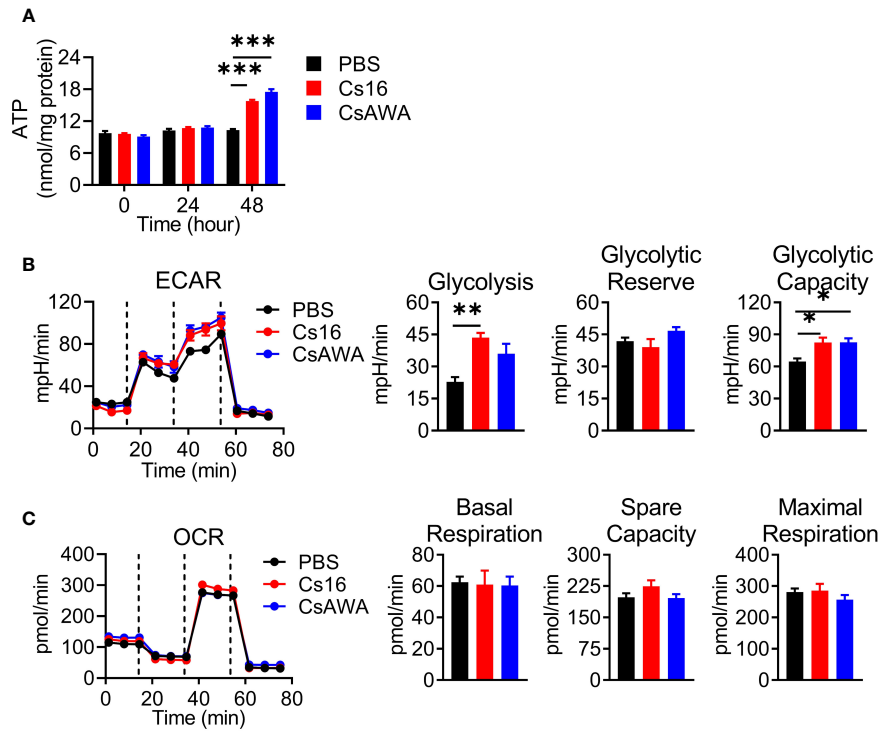 A
ATP
(nmol/mg protein)
24
18
12
6
0
***
***
0 24 48
Time (hour)
PBS
Cs16
CsAWA
B
ECAR
mpH/min
120
80
40
0
0 20 40 60 80
Time (min)
PBS
Cs16
CsAWA
Glycolysis
mpH/min
60
45
30
15
0
**
Glycolytic
Reserve
mpH/min
60
45
30
15
0
Glycolytic
Capacity
mpH/min
120
90
60
30
0
*
*
C
OCR
pmol/min
400
300
200
100
0
0 20 40 60 80
Time (min)
PBS
Cs16
CsAWA
Basal
Respiration
pmol/min
80
60
40
20
0
Spare
Capacity
pmol/min
300
225
150
75
0
Maximal
Respiration
pmol/min
400
300
200
100
0